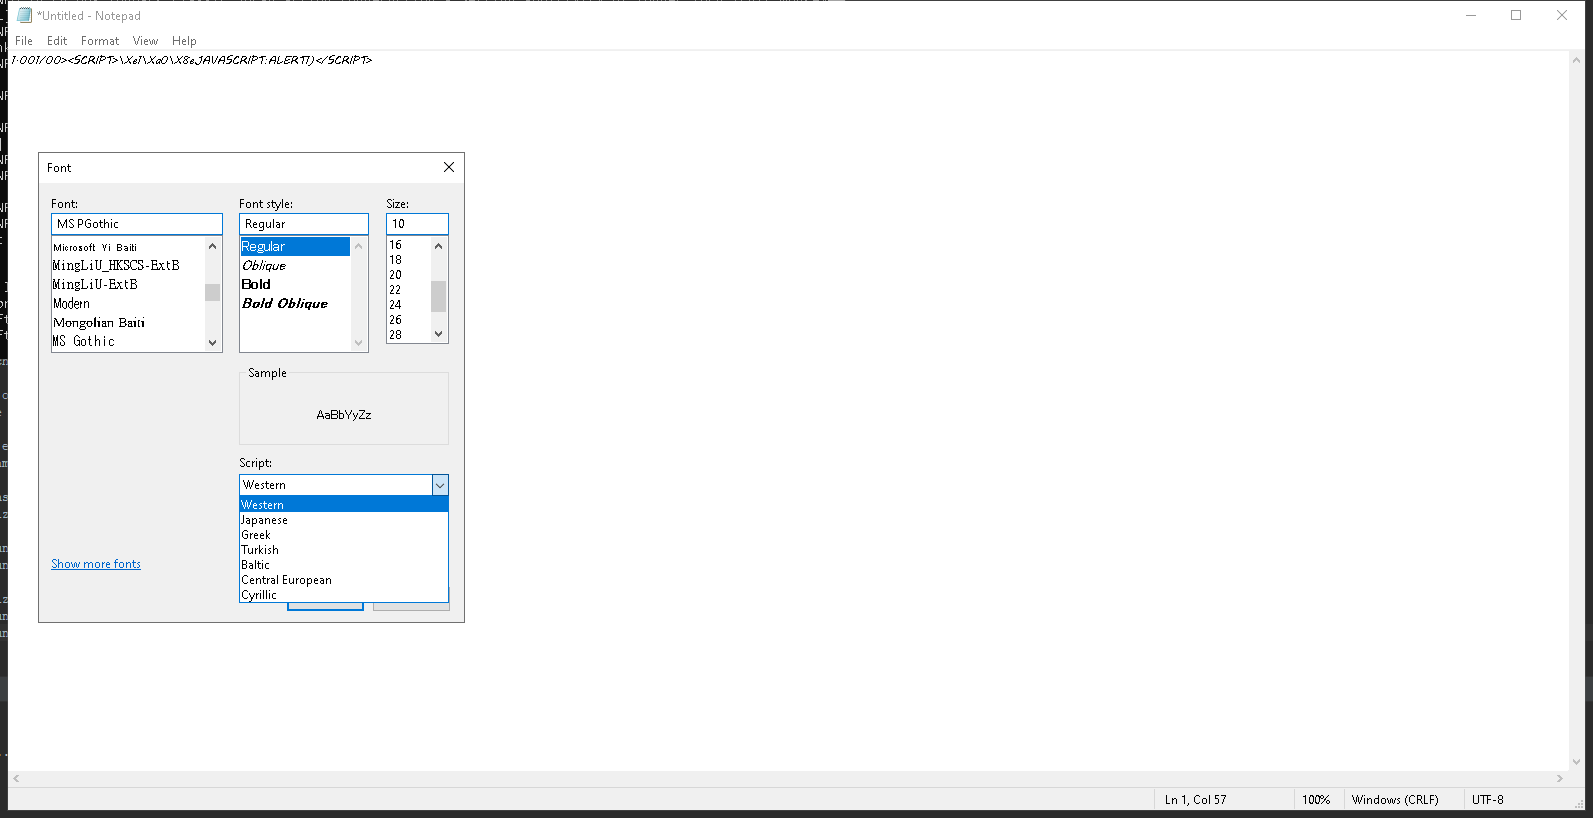 *Untitled - Notepad
File Edit Format View Help
1.001/00><SCRIPT>\Xe1\Xa0\X8eJAVASCRIPT:ALERT1)</SCRIPT>
Font
Font: Font style: Size:
MS PGothic Regular 10
Microsoft Yi Baiti
MingLiU_HKSCS-ExtB
MingLiU-ExtB
Modern
Mongolian Baiti
MS Gothic
Regular
Oblique
Bold
Bold Oblique
16
18
20
22
24
26
28
Sample
AaBbYyZz
Script:
Western
Western
Japanese
Greek
Turkish
Baltic
Central European
Cyrillic
Show more fonts
Ln 1, Col 57 100% Windows (CRLF) UTF-8